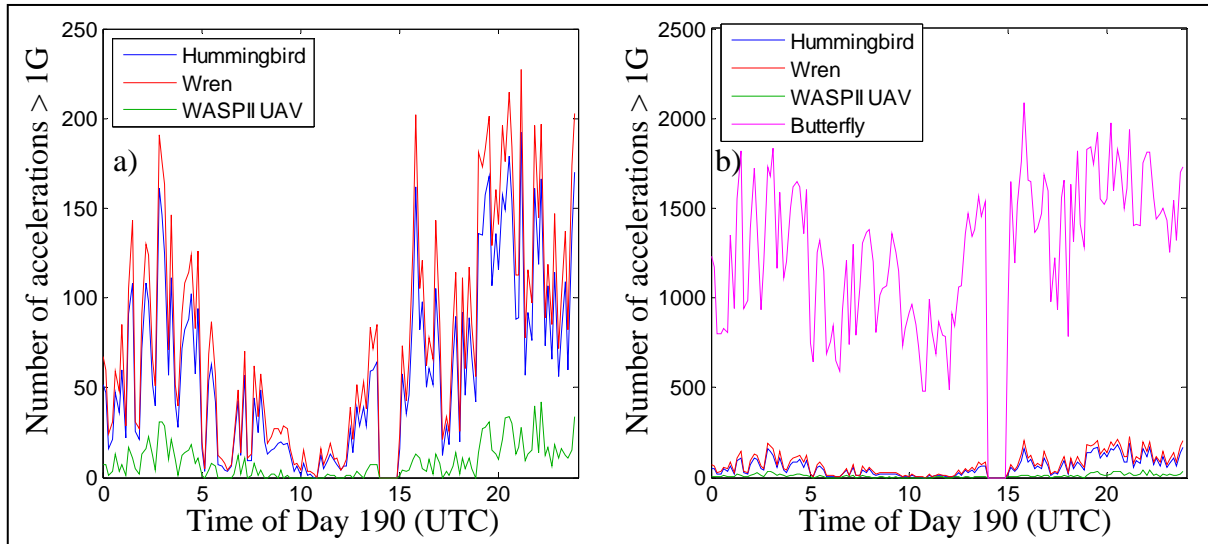 Number of accelerations > 1G
250
200
150
100
50
0
Hummingbird
Wren
WASPII UAV
a)
0 5 10 15 20
Time of Day 190 (UTC)
Number of accelerations > 1G
2500
2000
1500
1000
500
0
Hummingbird
Wren
WASPII UAV
Butterfly
b)
0 5 10 15 20
Time of Day 190 (UTC)